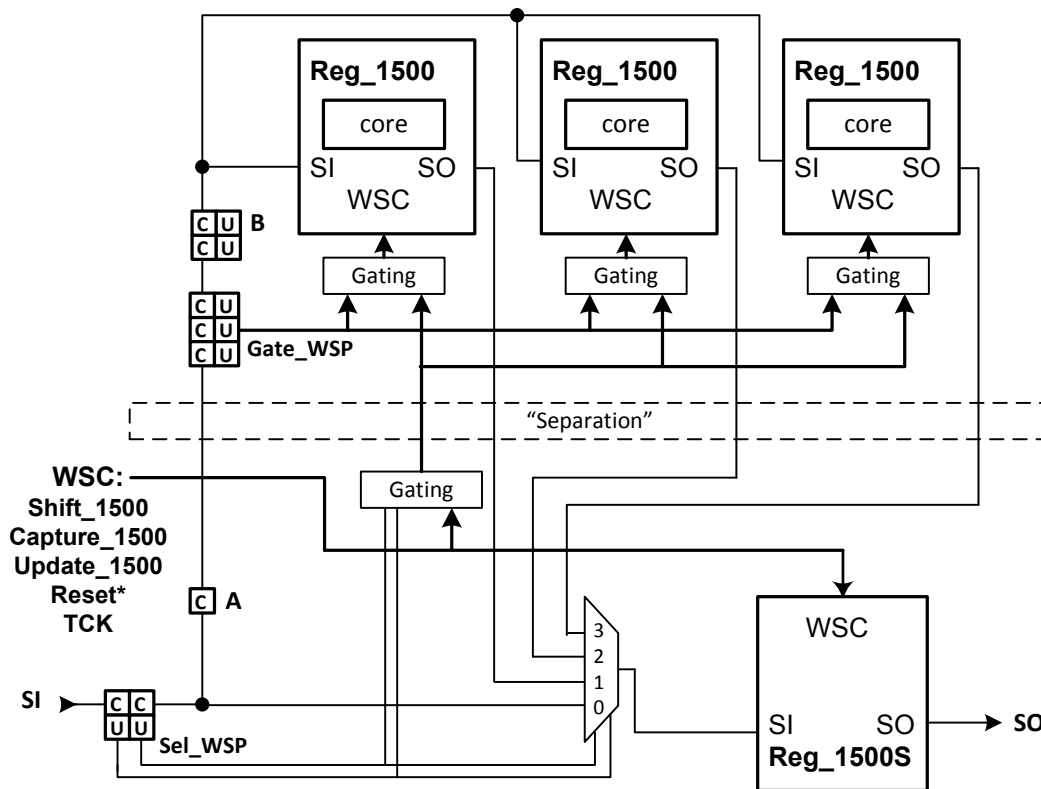 Reg_1500
Reg_1500
Reg_1500
core
core
core
SI SO
SI SO
SI SO
WSC
WSC
WSC
C U B
C U
Gating
Gating
Gating
C U
C U
C U
Gate_WSP
“Separation”
WSC:
Gating
Shift_1500
Capture_1500
Update_1500
Reset*
TCK
C A
3
2
1
0
WSC
SI
C C
U U
Sel_WSP
SI SO
SO
Reg_1500S